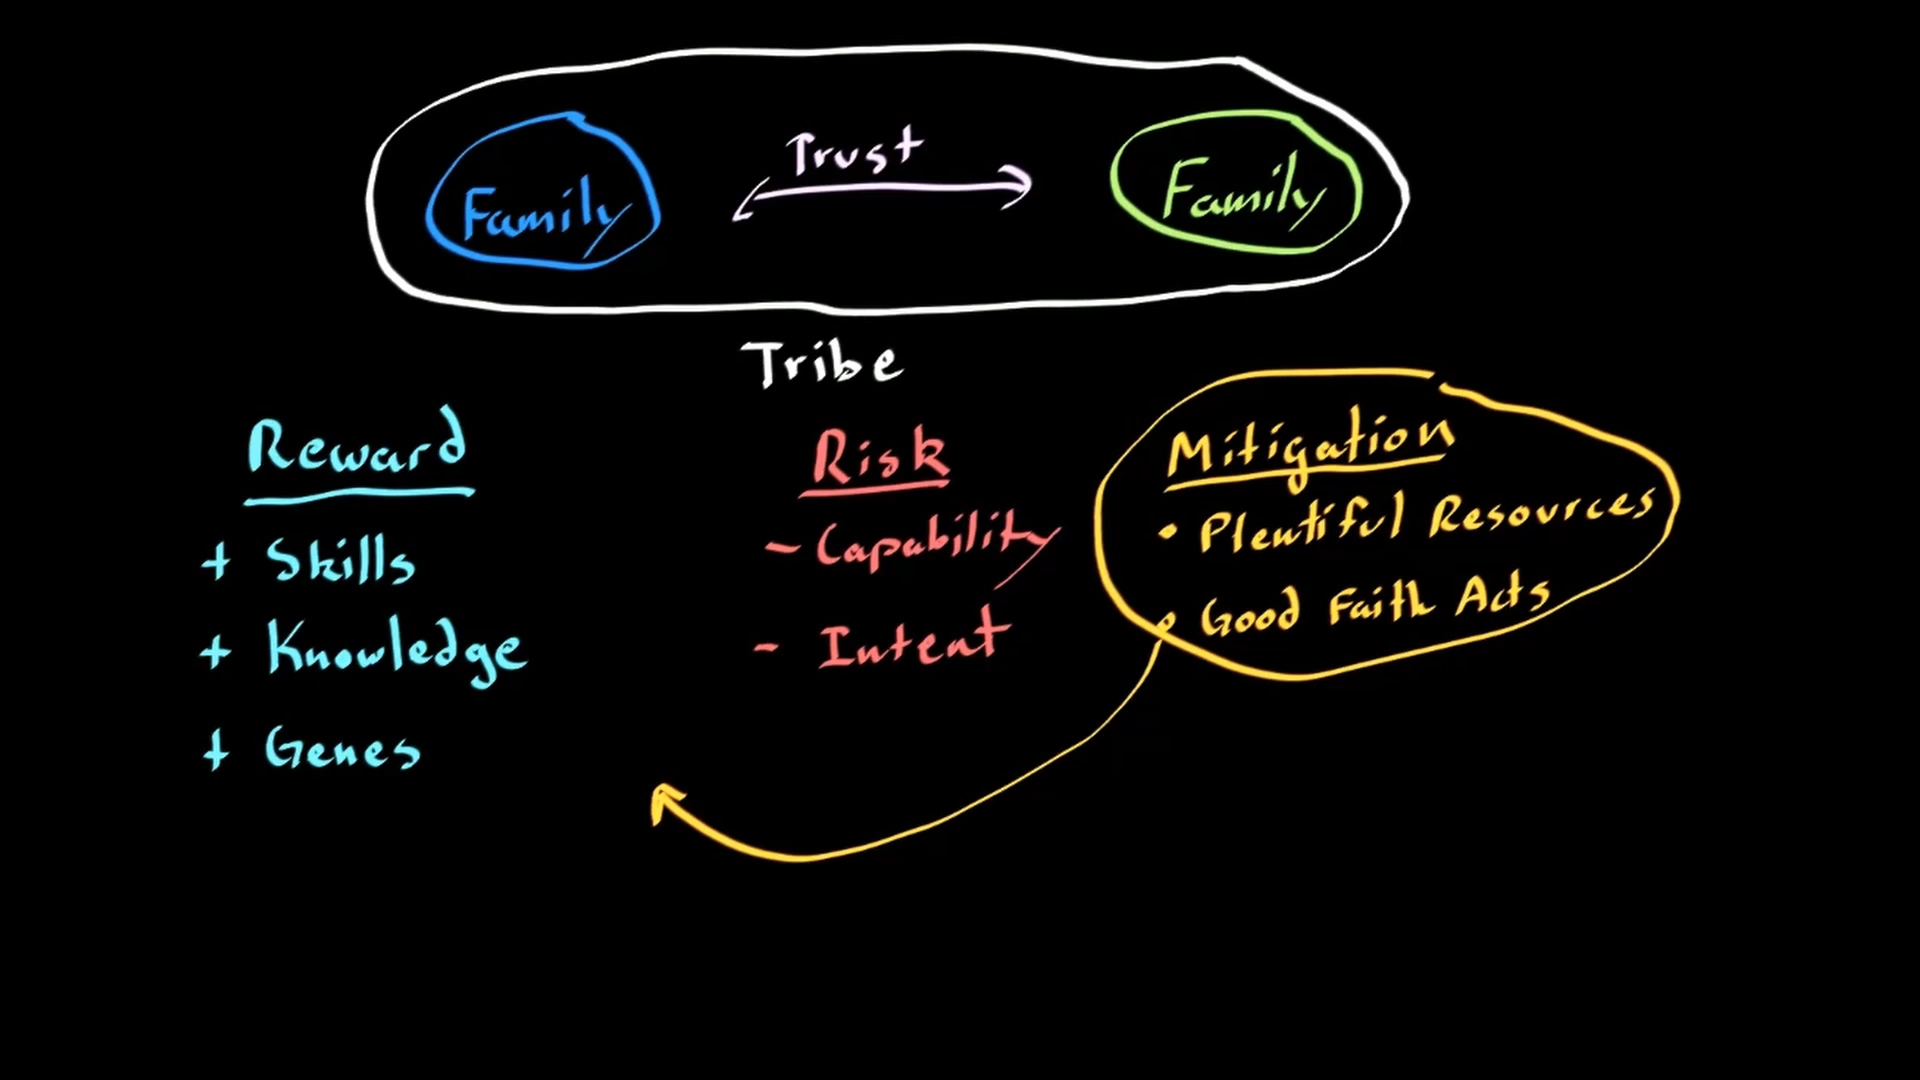 Family
Trust
Family
Tribe
Reward
+ Skills
+ Knowledge
+ Genes
Risk
- Capability
- Intent
Mitigation
• Plentiful Resources
• Good Faith Acts